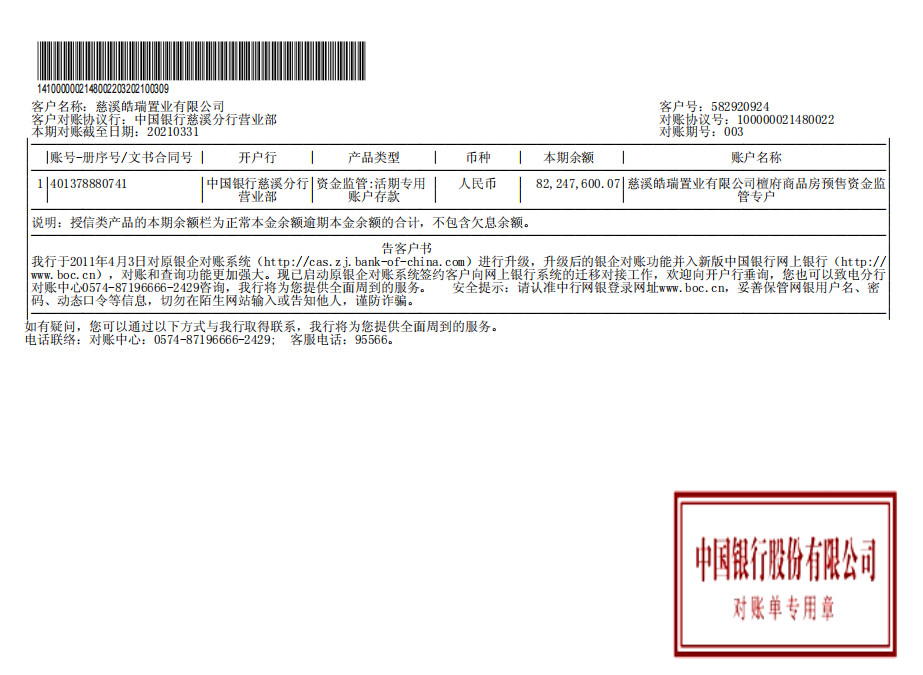 14100000021480022032021​00309
客户名称：慈溪皓瑞置业有限公司
客户号：582920924
客户对账协议行：中国银行慈溪分行营业部
对账协议号：100000021480022
本期对账截至日期：20210331
对账期号：003
账号-册序号/文书合同号 开户行 产品类型 币种 本期余额 账户名称
1 401378880741 中国银行慈溪分行营业部 资金监管:活期专用账户存款 人民币 82,247,600.07 慈溪皓瑞置业有限公司檀府商品房预售资金监管专户
说明：授信类产品的本期余额栏为正常本金余额逾期本金余额的合计，不包含欠息余额。
告客户书
我行于2011年4月3日对原银企对账系统（http://cas.zj.bank-of-china.com）进行升级，升级后的银企对账功能并入新版中国银行网上银行（http://
www.boc.cn），对账和查询功能更加强大。现已启动原银企对账系统签约客户向网上银行系统的迁移对接工作，欢迎向开户行垂询，您也可以致电分行
对账中心0574-87196666-2429咨询，我行将为您提供全面周到的服务。 安全提示：请认准中行网银登录网址www.boc.cn，妥善保管网银用户名、密
码、动态口令等信息，切勿在陌生网站输入或告知他人，谨防诈骗。
如有疑问，您可以通过以下方式与我行取得联系，我行将为您提供全面周到的服务。
电话联络：对账中心：0574-87196666-2429; 客服电话：95566。
中国银行股份有限公司
对账单专用章